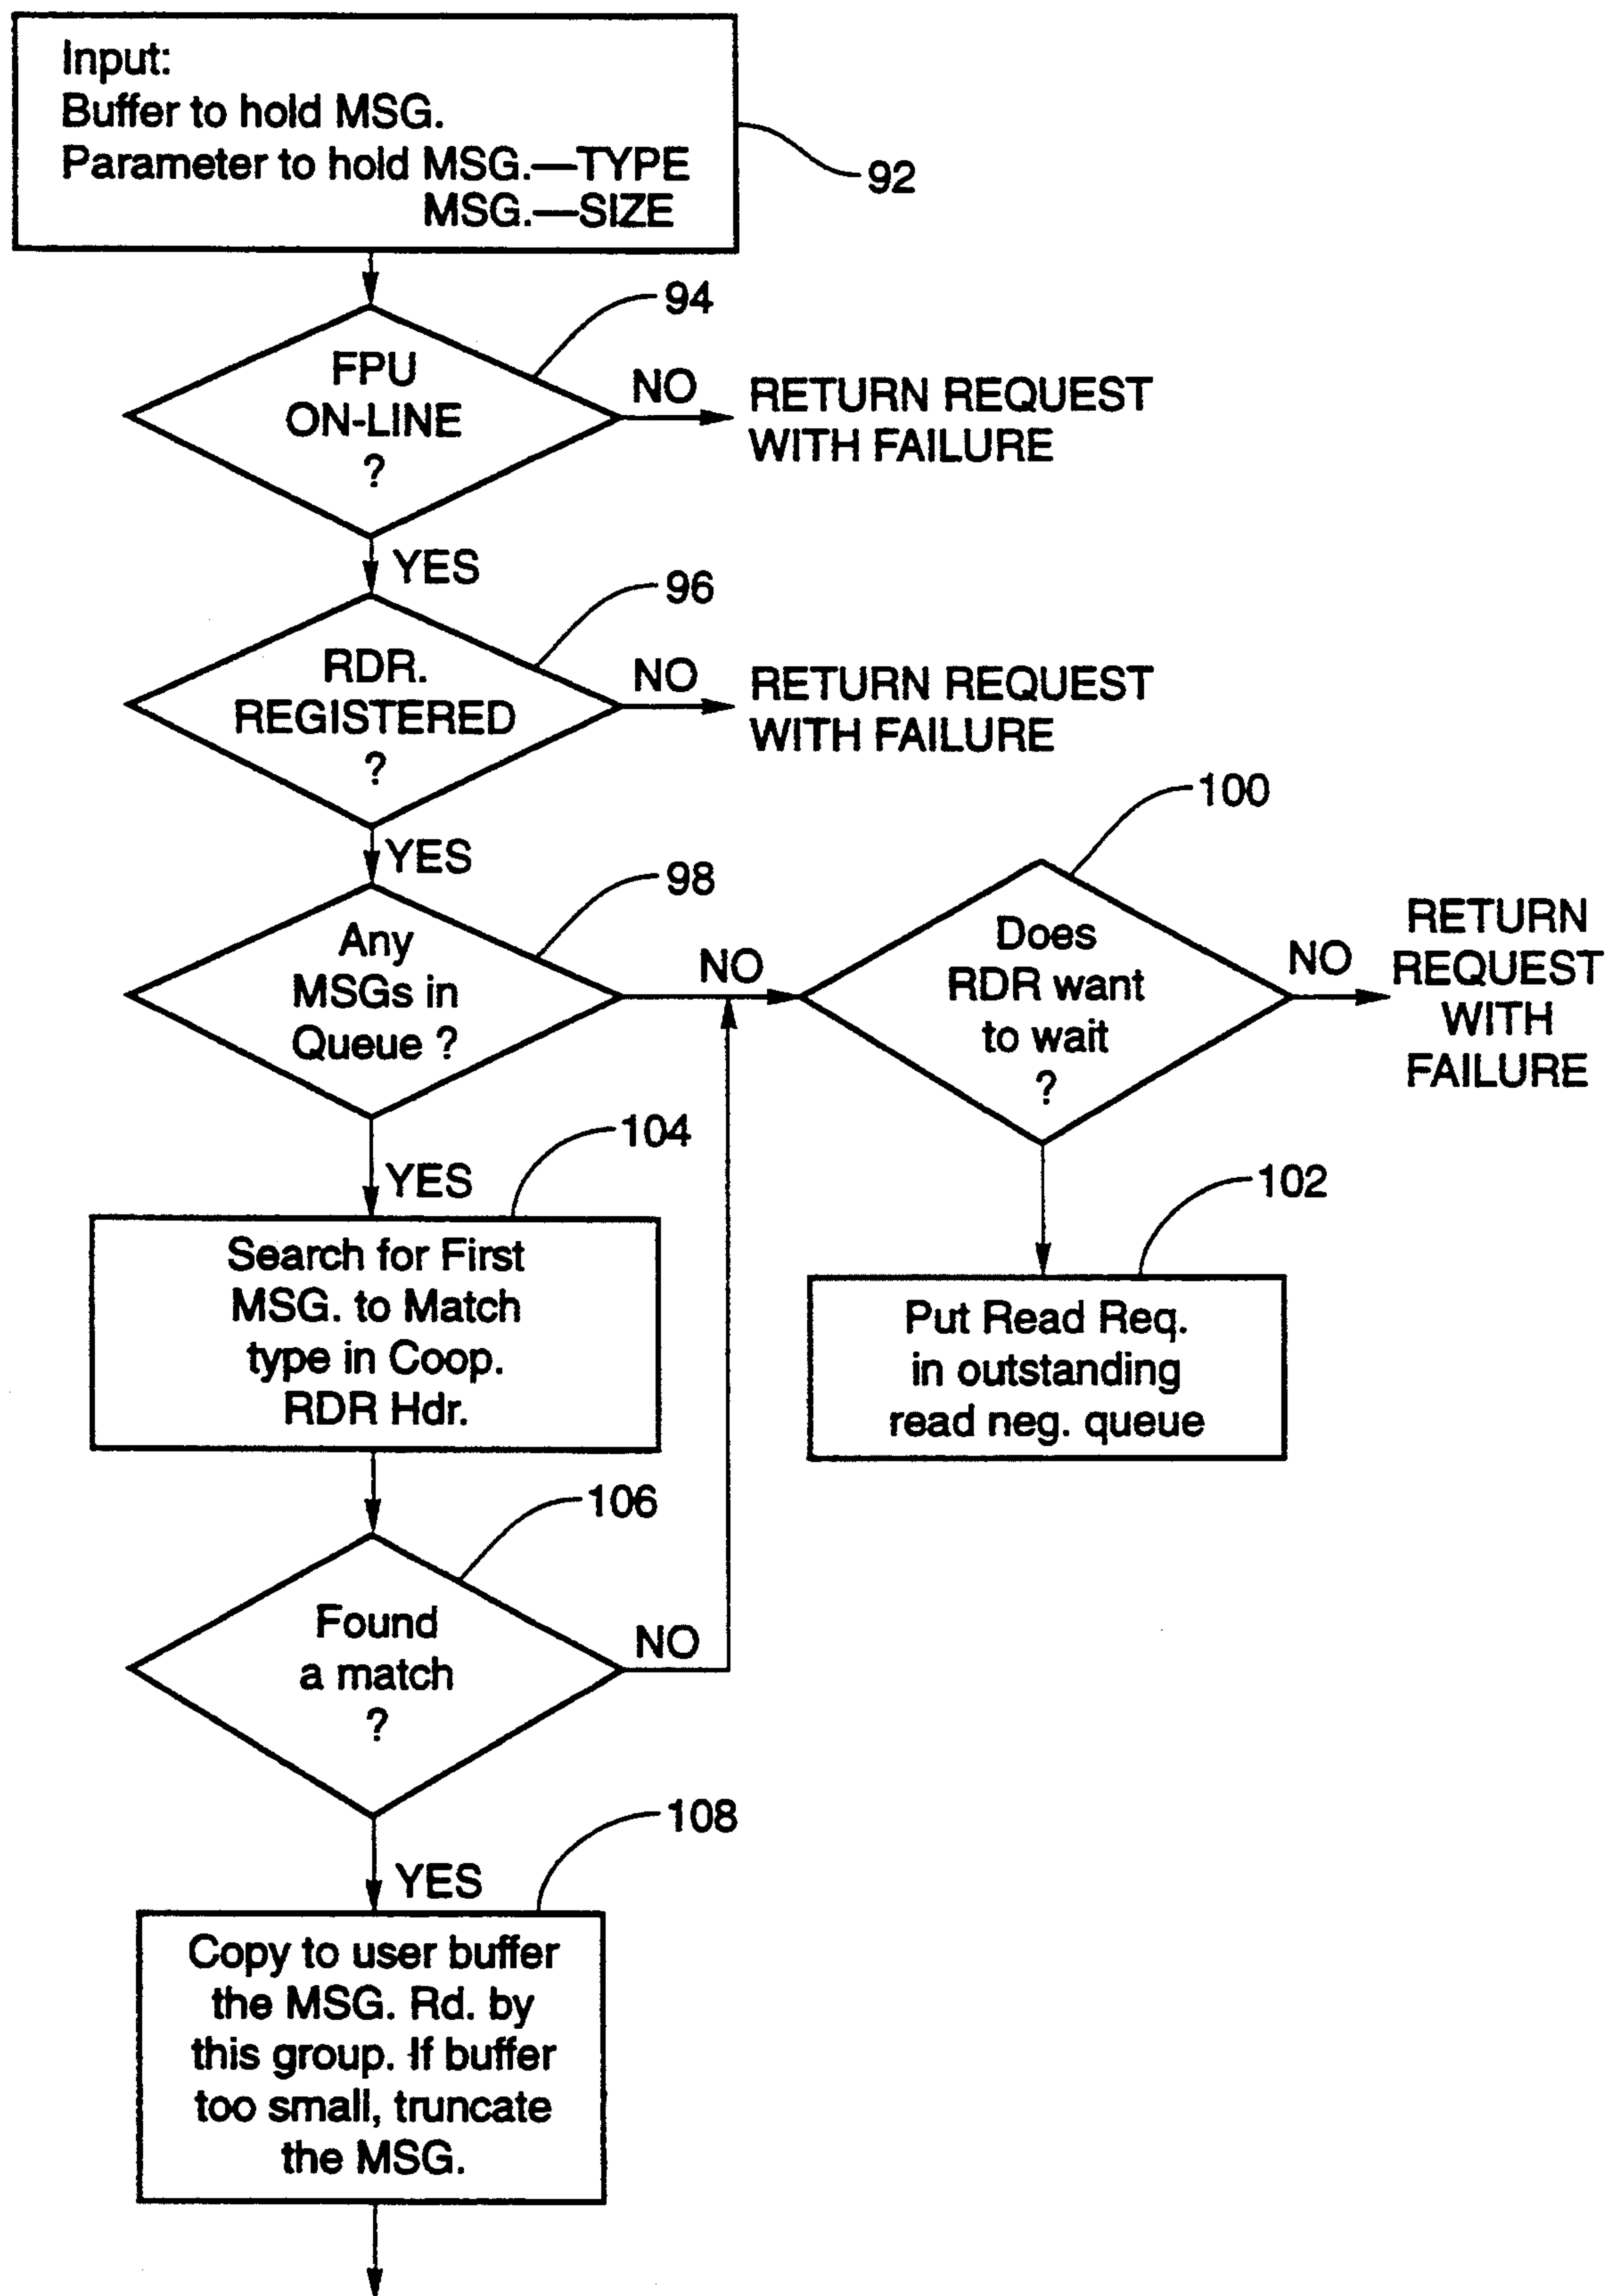 Input:
Buffer to hold MSG.
Parameter to hold MSG.—TYPE
MSG.—SIZE
92
94
FPU
ON-LINE
?
NO
RETURN REQUEST
WITH FAILURE
YES
96
RDR.
REGISTERED
?
NO
RETURN REQUEST
WITH FAILURE
YES
98
Any
MSGs in
Queue ?
NO
100
Does
RDR want
to wait
?
NO
RETURN
REQUEST
WITH
FAILURE
YES
104
Search for First
MSG. to Match
type in Coop.
RDR Hdr.
102
Put Read Req.
in outstanding
read neg. queue
106
Found
a match
?
NO
YES
108
Copy to user buffer
the MSG. Rd. by
this group. If buffer
too small, truncate
the MSG.